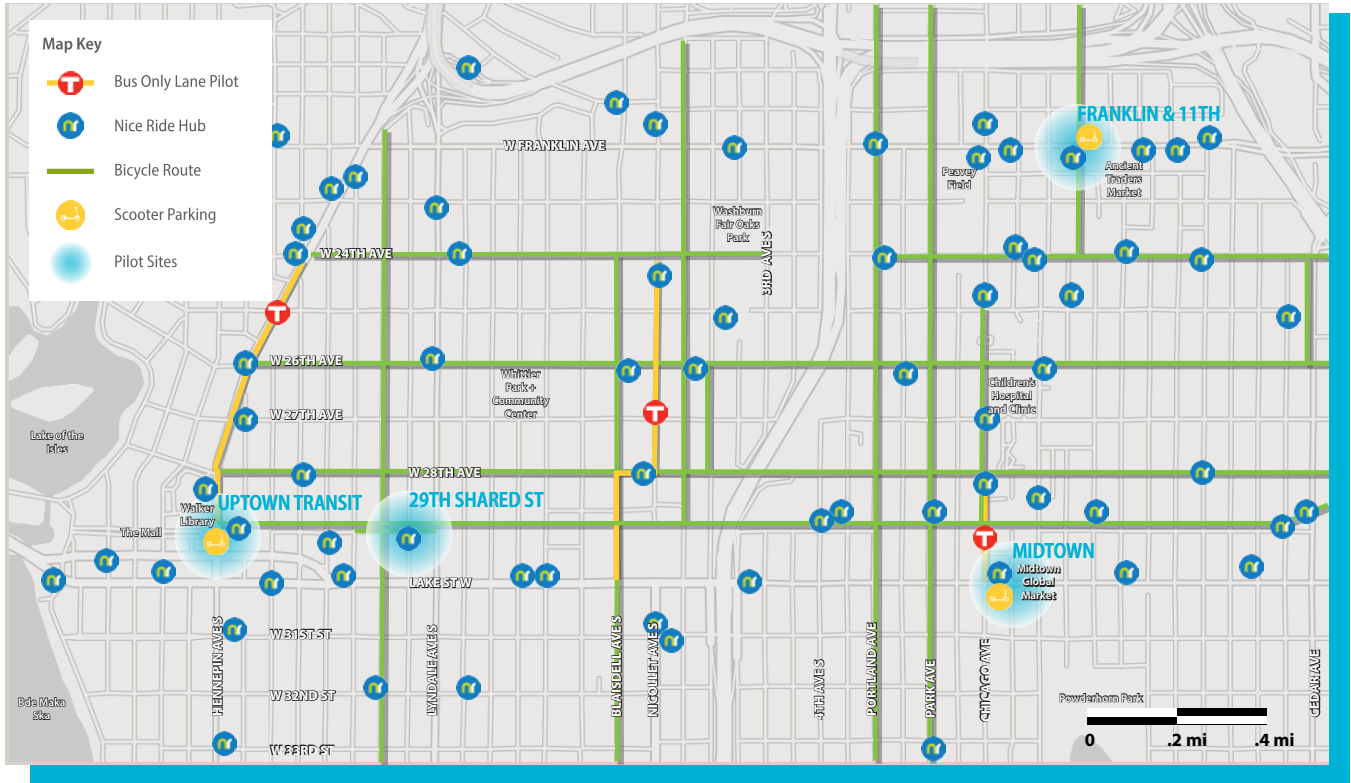 Map Key
Bus Only Lane Pilot
Nice Ride Hub
Bicycle Route
Scooter Parking
Pilot Sites
FRANKLIN & 11TH
W FRANKLIN AVE
Peavey
Field
Ancient
Traders
Market
Washburn
Fair Oaks
Park
3RD AVE S
W 24TH AVE
W 26TH AVE
Whittier
Park +
Community
Center
Children's
Hospital
and Clinic
W 27TH AVE
Lake of the
Isles
W 28TH AVE
UPTOWN TRANSIT
29TH SHARED ST
Walker
Library
The Mall
MIDTOWN
Midtown
Global
Market
LAKE ST W
HENNEPIN AVE S
LYNDALE AVE S
BLAISDELL AVE S
NICOLLET AVE S
4TH AVE S
PORTLAND AVE
PARK AVE
CHICAGO AVE
CEDAR AVE
W 31ST ST
W 32ND ST
Bde Maka
Ska
Powderhorn Park
W 33RD ST
0 .2 mi .4 mi